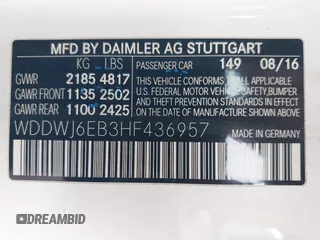 MFD BY DAIMLER AG STUTTGART
KG LBS PASSENGER CAR 149 08/16
GVWR 2185 4817 THIS VEHICLE CONFORMS TO ALL APPLICABLE
GAWR FRONT 1135 2502 U.S. FEDERAL MOTOR VEHICLE SAFETY, BUMPER,
GAWR REAR 1100 2425 AND THEFT PREVENTION STANDARDS IN
WDDWJ6EB3HF436957 EFFECT ON THE DATE OF
MANUFACTURE SHOWN ABOVE.
MADE IN GERMANY
DREAMBID DREAMBID